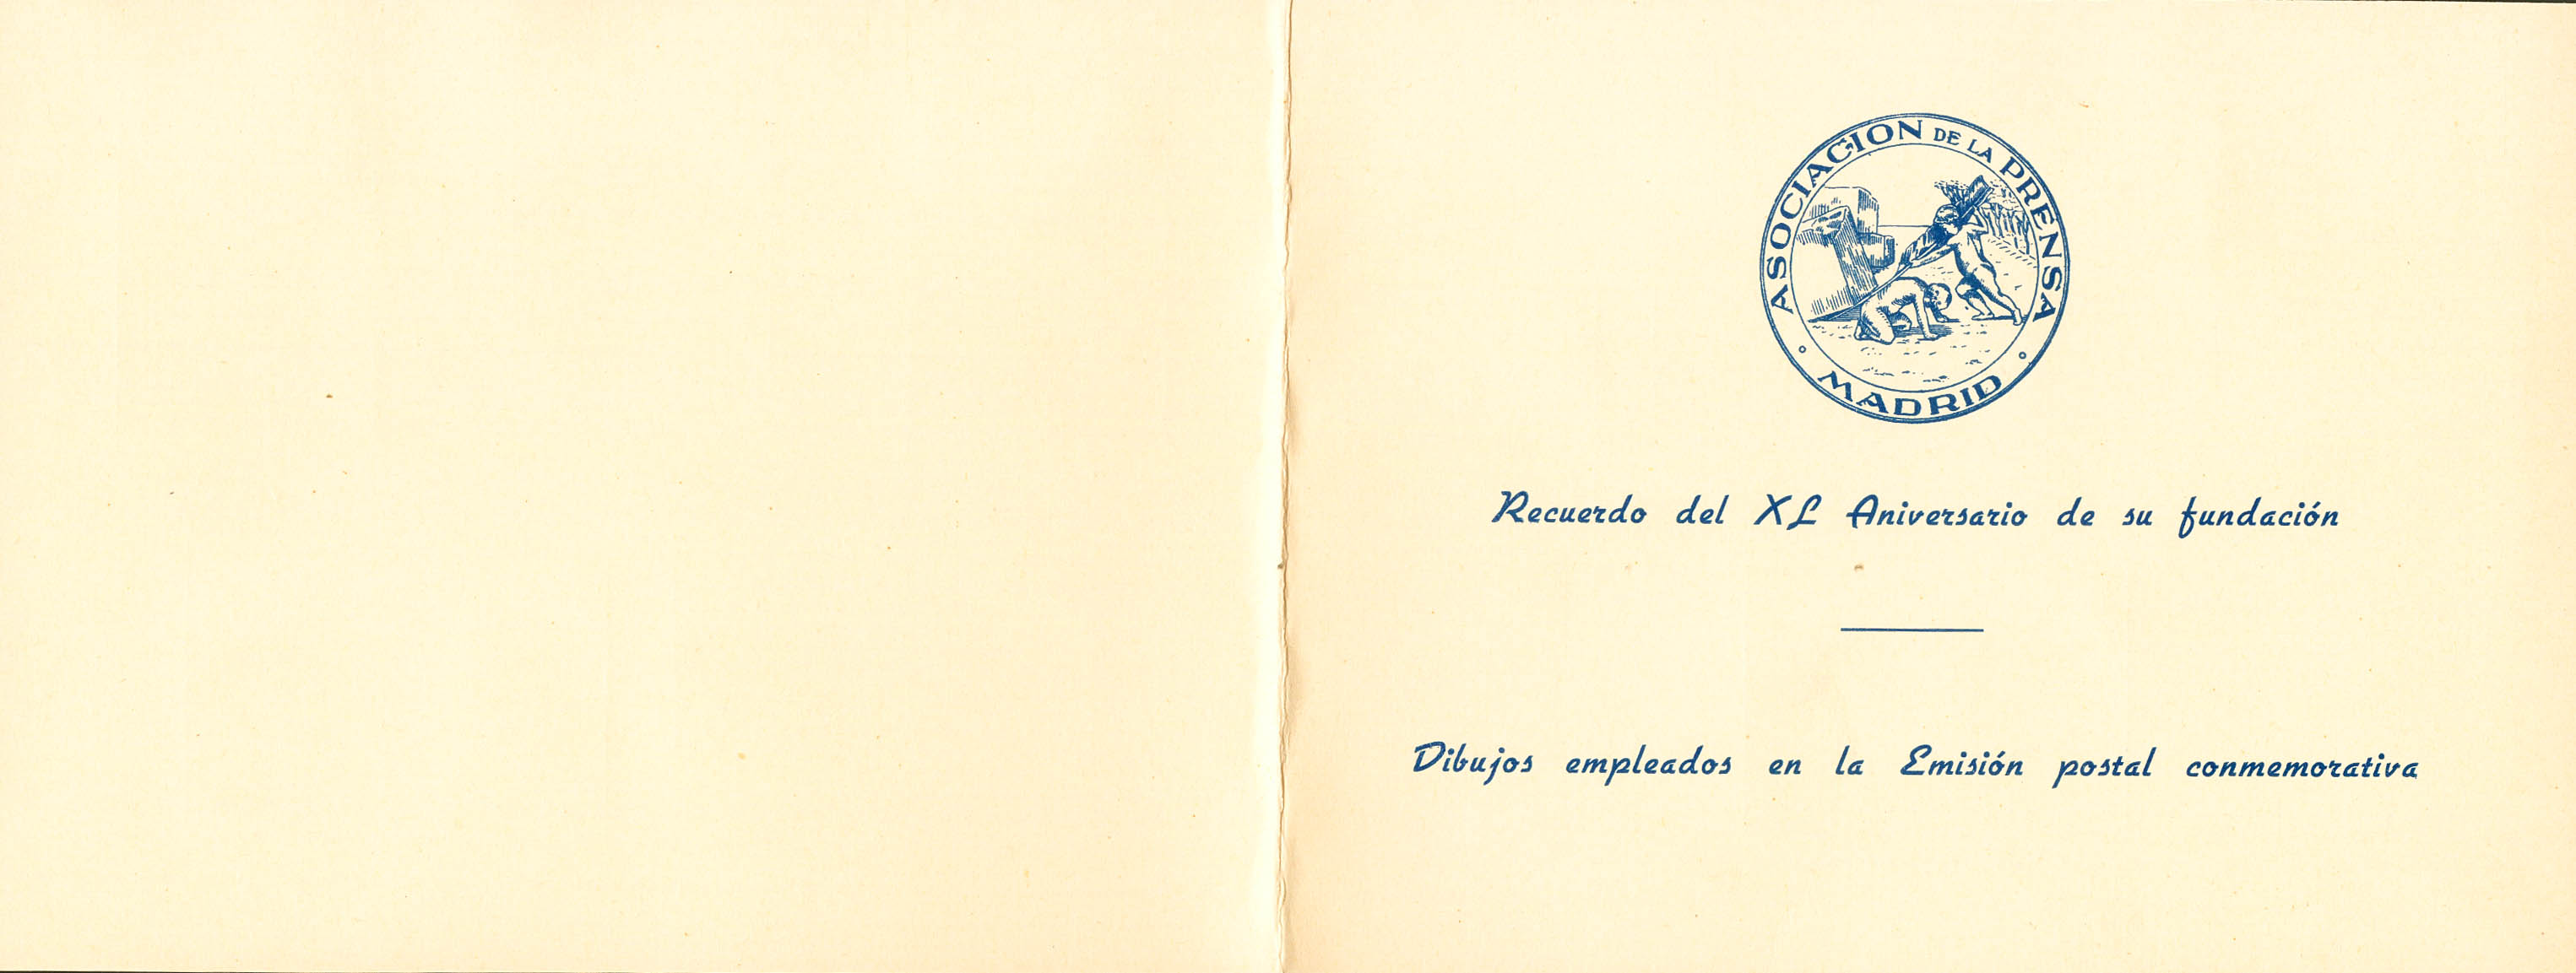 ASOCIACION DE LA PRENSA
MADRID
Recuerdo del XL Aniversario de su fundación
Dibujos empleados en la Emisión postal conmemorativa